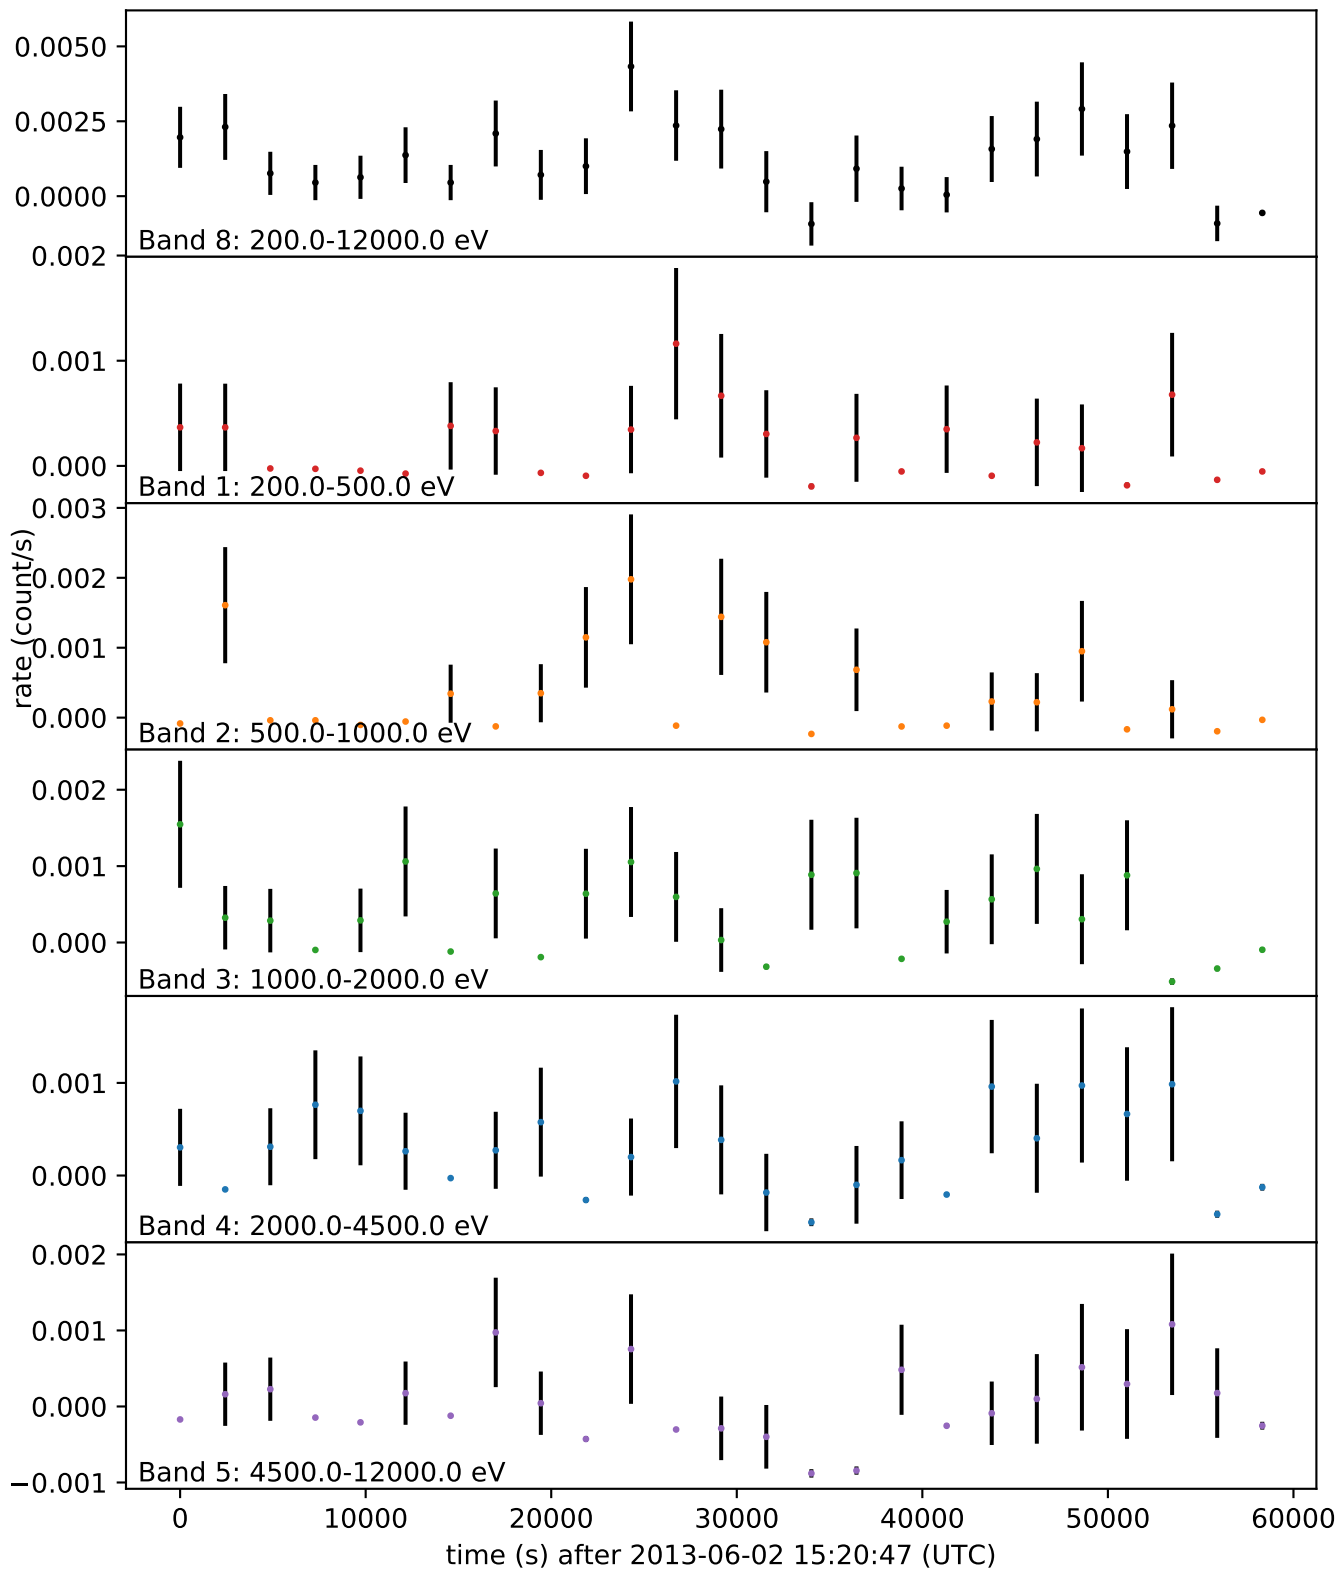 0.0050
0.0025
0.0000
Band 8: 200.0-12000.0 eV
0.002
0.001
0.000
Band 1: 200.0-500.0 eV
0.003
0.002
0.001
0.000
rate (count/s)
Band 2: 500.0-1000.0 eV
0.002
0.001
0.000
Band 3: 1000.0-2000.0 eV
0.001
0.000
Band 4: 2000.0-4500.0 eV
0.002
0.001
0.000
−0.001
Band 5: 4500.0-12000.0 eV
0 10000 20000 30000 40000 50000 60000
time (s) after 2013-06-02 15:20:47 (UTC)